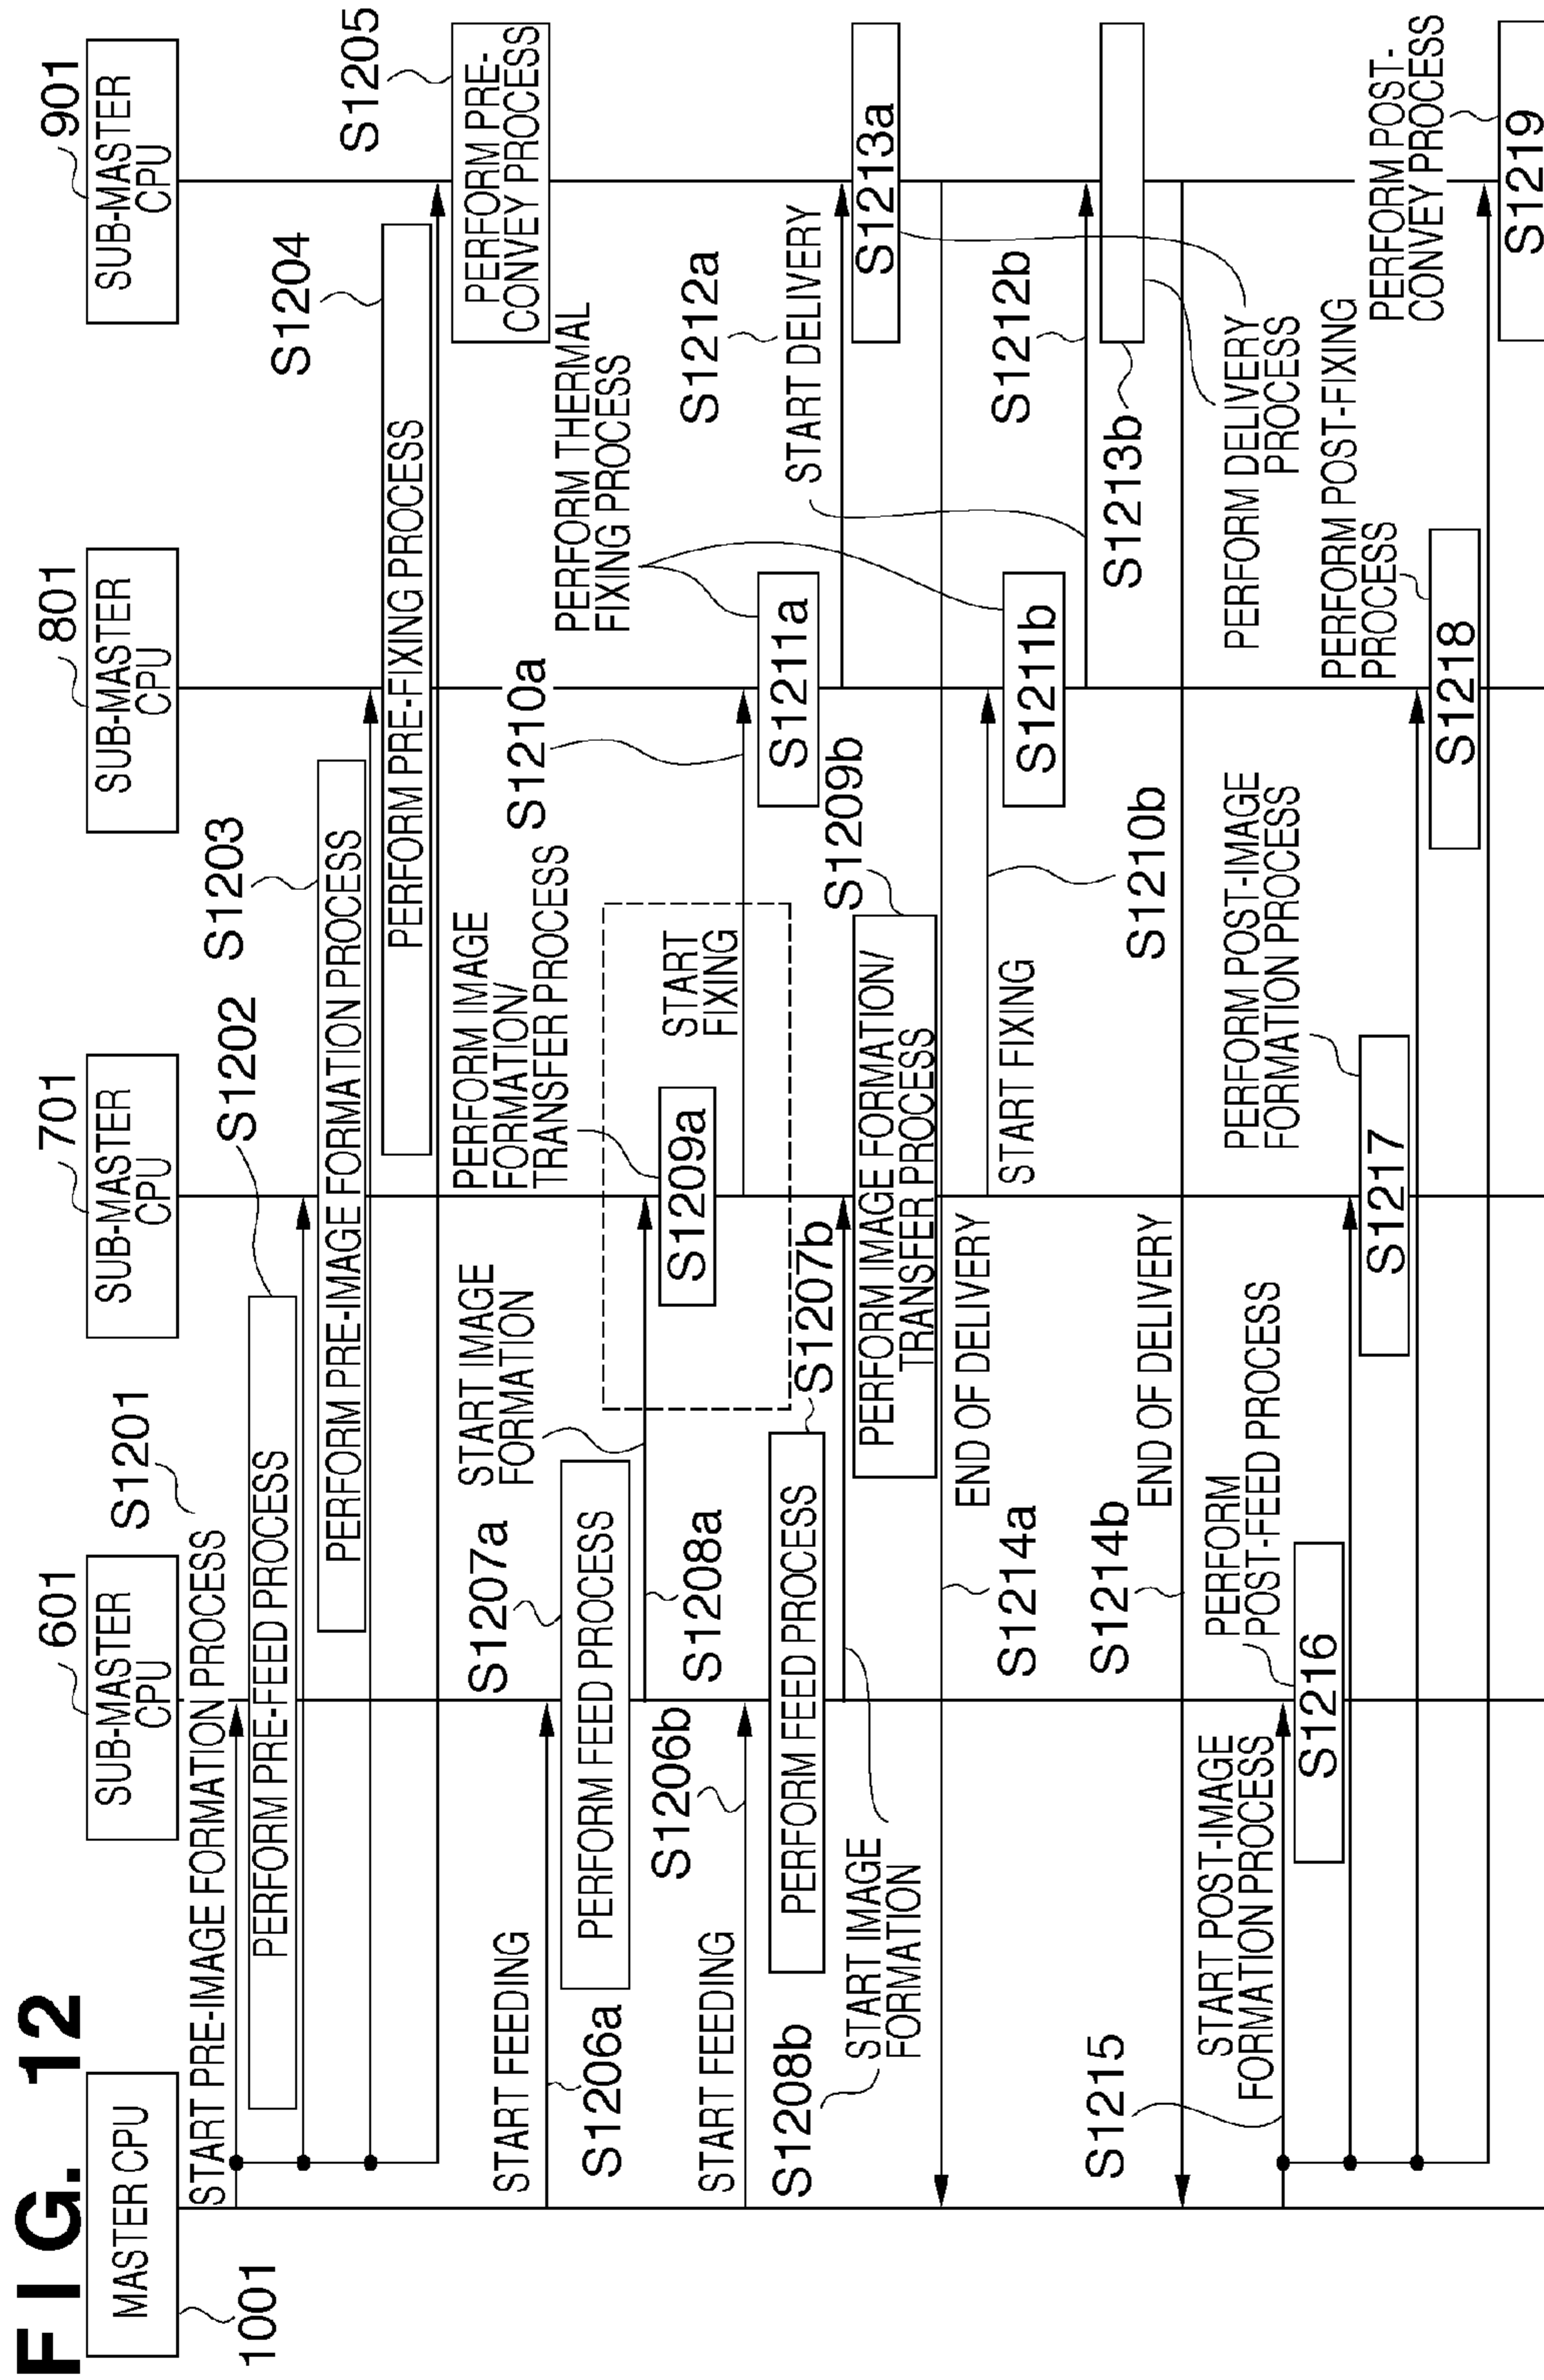 FIG. 12
MASTER CPU
1001
601
SUB-MASTER
CPU
701
SUB-MASTER
CPU
801
SUB-MASTER
CPU
901
SUB-MASTER
CPU
S1201
START PRE-IMAGE FORMATION PROCESS
S1202
PERFORM PRE-FEED PROCESS
S1203
PERFORM PRE-IMAGE FORMATION PROCESS
S1204
PERFORM PRE-FIXING PROCESS
S1205
PERFORM PRE-
CONVEY PROCESS
START FEEDING
S1206a
S1207a
PERFORM FEED PROCESS
START IMAGE
FORMATION
S1208a
PERFORM IMAGE
FORMATION/
TRANSFER PROCESS
S1209a
START
FIXING
S1210a
PERFORM THERMAL
FIXING PROCESS
S1211a
S1212a
START DELIVERY
S1213a
START FEEDING
S1206b
PERFORM FEED PROCESS
S1207b
S1208b
START IMAGE
FORMATION
S1209b
PERFORM IMAGE FORMATION/
TRANSFER PROCESS
END OF DELIVERY
S1214a
START FIXING
S1210b
S1211b
S1212b
S1213b
PERFORM DELIVERY
PROCESS
S1214b
END OF DELIVERY
S1215
START POST-IMAGE
FORMATION PROCESS
PERFORM
POST-FEED PROCESS
S1216
PERFORM POST-IMAGE
FORMATION PROCESS
S1217
PERFORM POST-FIXING
PROCESS
S1218
PERFORM POST-
CONVEY PROCESS
S1219